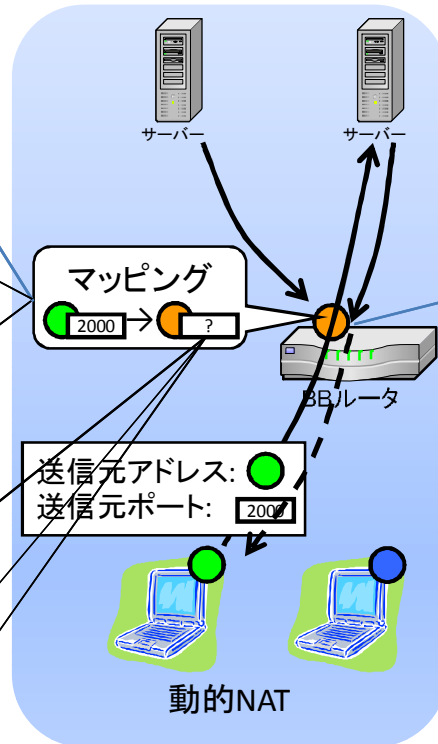 サーバー
サーバー
マッピング
2000 → ?
BBルータ
送信元アドレス:
送信元ポート: 2000
動的NAT